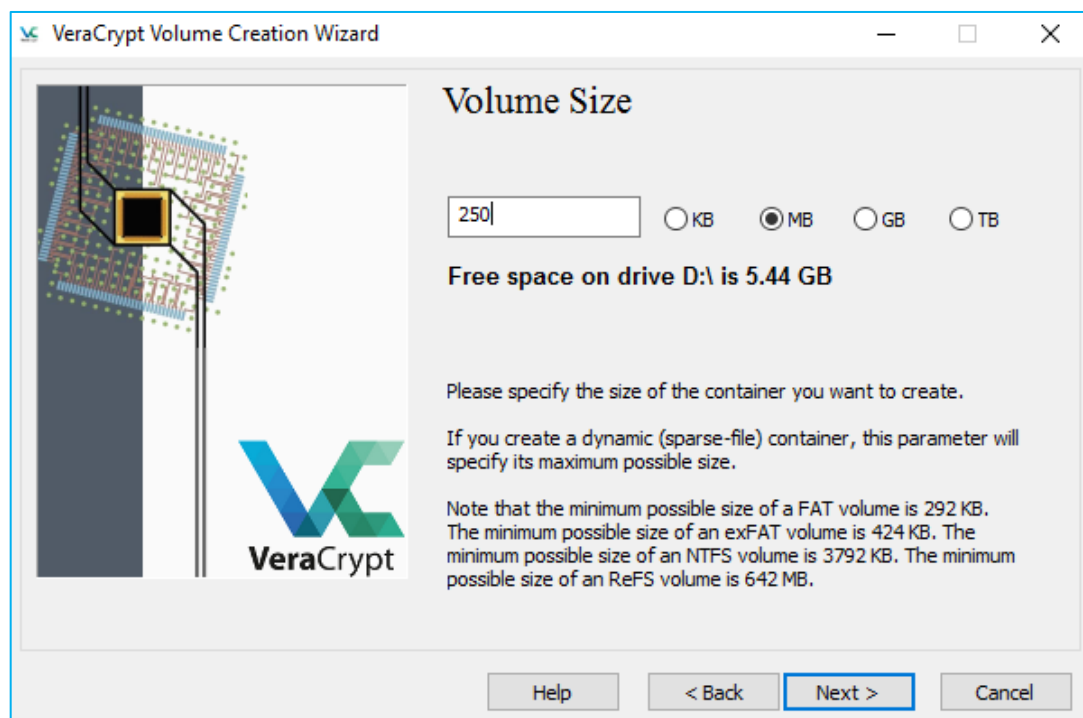 VeraCrypt Volume Creation Wizard
Volume Size
250
KB MB GB TB
Free space on drive D:\ is 5.44 GB
Please specify the size of the container you want to create.
If you create a dynamic (sparse-file) container, this parameter will
specify its maximum possible size.
Note that the minimum possible size of a FAT volume is 292 KB.
The minimum possible size of an exFAT volume is 424 KB. The
minimum possible size of an NTFS volume is 3792 KB. The minimum
possible size of an ReFS volume is 642 MB.
VeraCrypt
Help < Back Next > Cancel